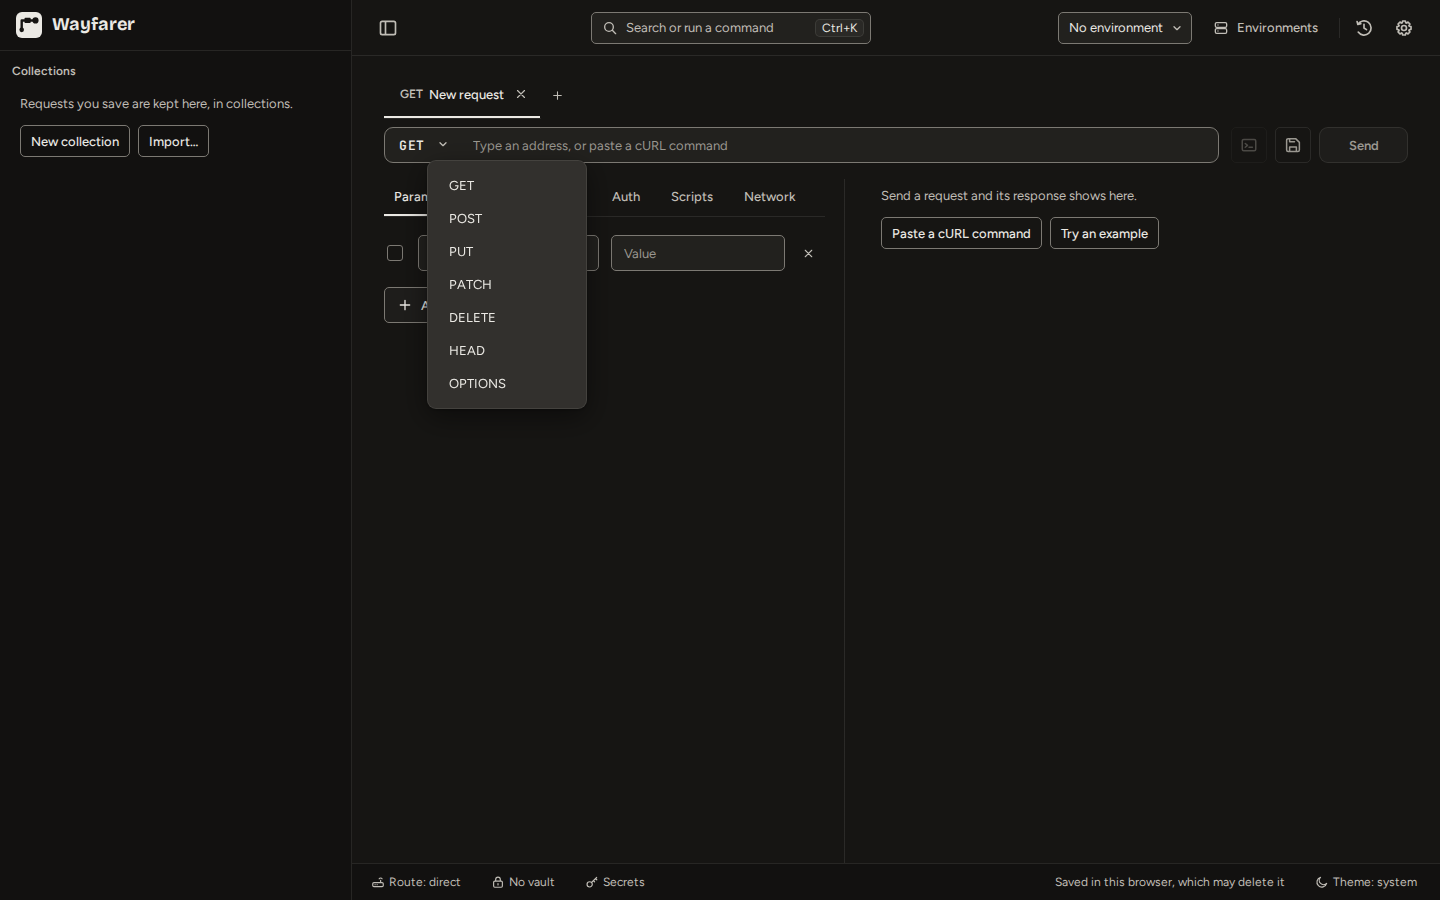 Wayfarer
Search or run a command Ctrl+K
No environment
Environments
Collections
Requests you save are kept here, in collections.
New collection
Import...
GET New request
GET
Type an address, or paste a cURL command
Send
GET
POST
PUT
PATCH
DELETE
HEAD
OPTIONS
Param
Auth
Scripts
Network
Value
A
Send a request and its response shows here.
Paste a cURL command
Try an example
Route: direct
No vault
Secrets
Saved in this browser, which may delete it
Theme: system